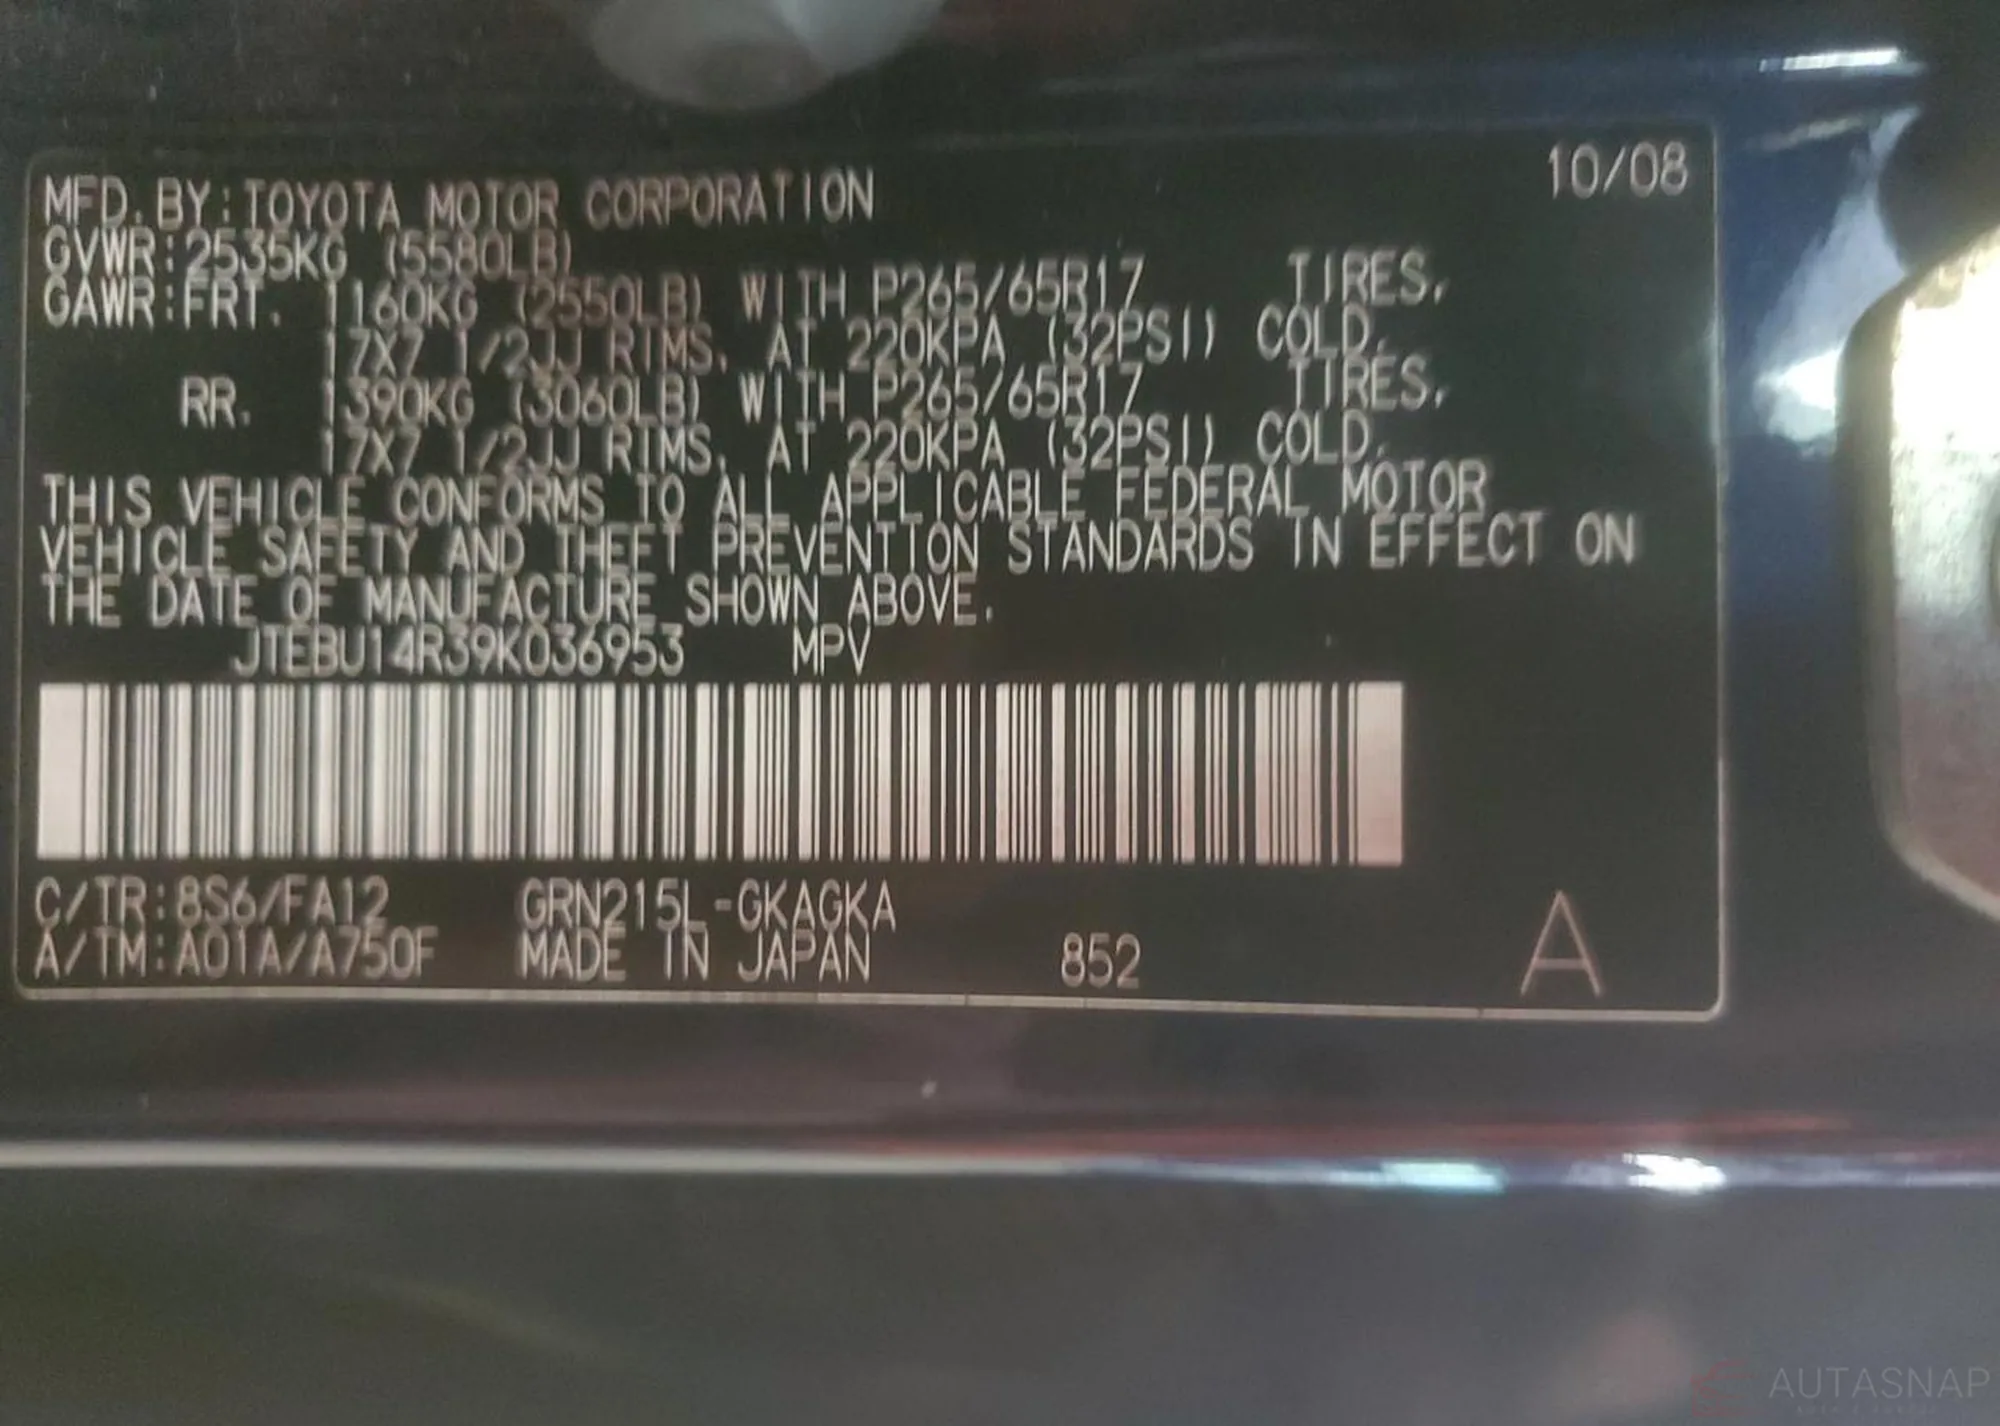 10/08
MFD. BY:TOYOTA MOTOR CORPORATION
GVWR:2535KG (5580LB)
GAWR:FRT. 1160KG (2550LB) WITH P265/65R17 TIRES,
17X7 1/2JJ RIMS, AT 220KPA (32PSI) COLD.
RR. 1390KG (3060LB) WITH P265/65R17 TIRES,
17X7 1/2JJ RIMS, AT 220KPA (32PSI) COLD.
THIS VEHICLE CONFORMS TO ALL APPLICABLE FEDERAL MOTOR
VEHICLE SAFETY AND THEFT PREVENTION STANDARDS IN EFFECT ON
THE DATE OF MANUFACTURE SHOWN ABOVE.
JTEBU14R39K036953 MPV
C/TR:8S6/FA12 GRN215L-GKAGKA
A/TM:A01A/A750F MADE IN JAPAN 852 A
AUTASNAP